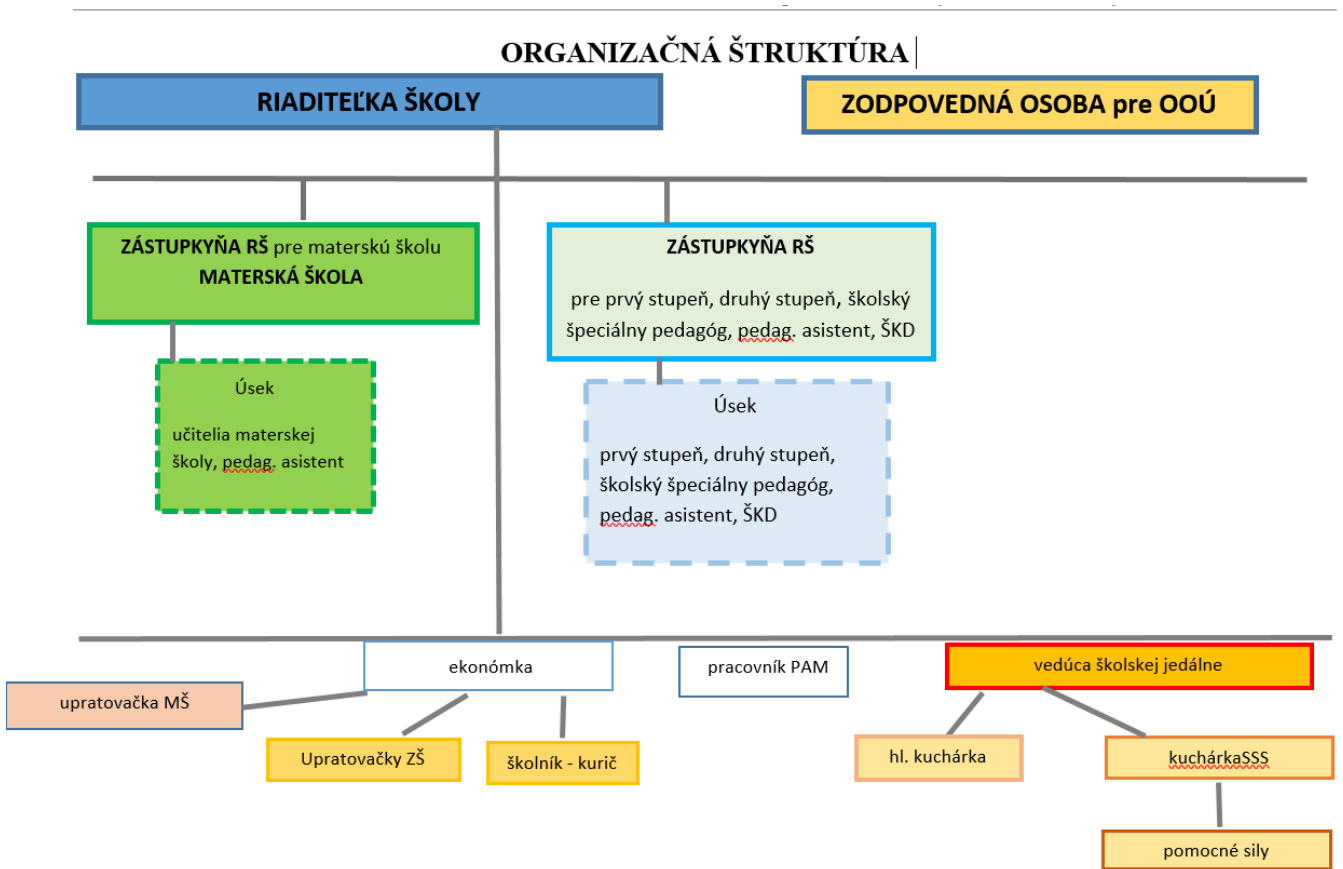 ORGANIZAČNÁ ŠTRUKTÚRA
RIADITEĽKA ŠKOLY
ZODPOVEDNÁ OSOBA pre OOÚ
ZÁSTUPKYŇA RŠ pre materskú školu
MATERSKÁ ŠKOLA
ZÁSTUPKYŇA RŠ
pre prvý stupeň, druhý stupeň, školský
špeciálny pedagóg, pedag. asistent, ŠKD
Úsek
učitelia materskej
školy, pedag. asistent
Úsek
prvý stupeň, druhý stupeň,
školský špeciálny pedagóg,
pedag. asistent, ŠKD
ekonómka
pracovník PAM
vedúca školskej jedálne
upratovačka MŠ
Upratovačky ZŠ
školník - kurič
hl. kuchárka
kuchárkaSSS
pomocné sily